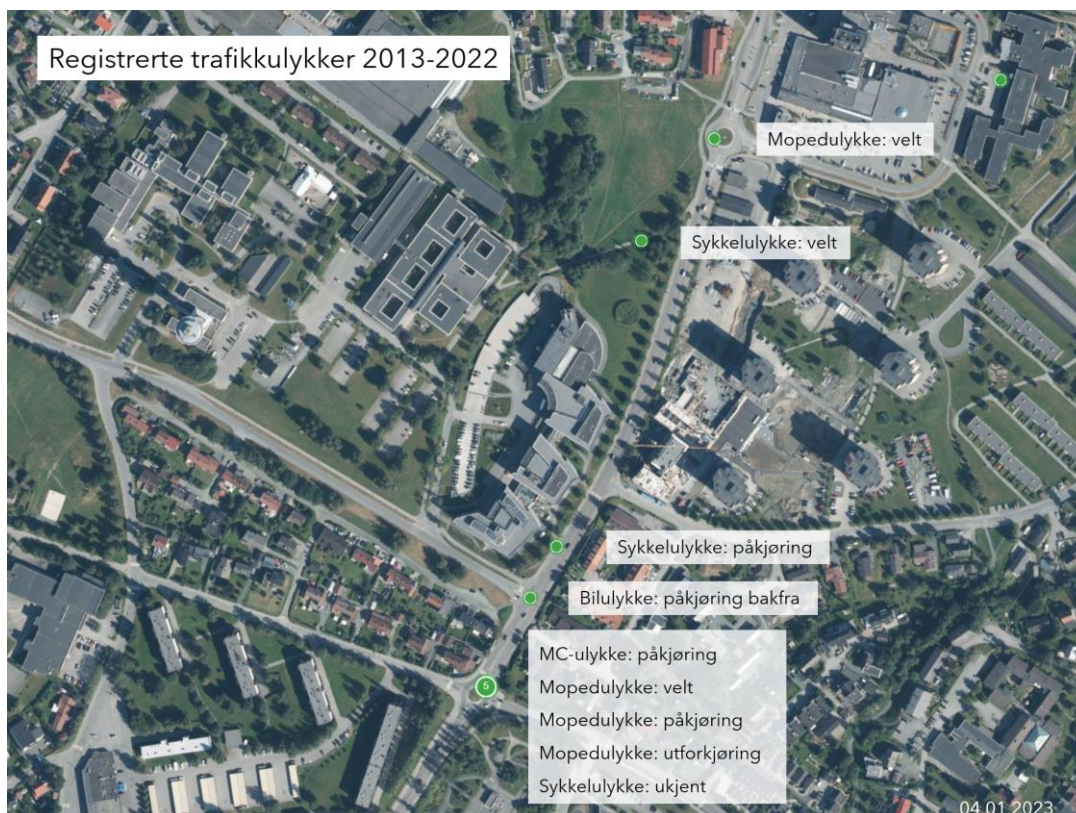 Registrerte trafikkulykker 2013-2022
Mopedulykke: velt
Sykkelulykke: velt
Sykkelulykke: påkjøring
Bilulykke: påkjøring bakfra
5
MC-ulykke: påkjøring
Mopedulykke: velt
Mopedulykke: påkjøring
Mopedulykke: utforkjøring
Sykkelulykke: ukjent
04.01.2023